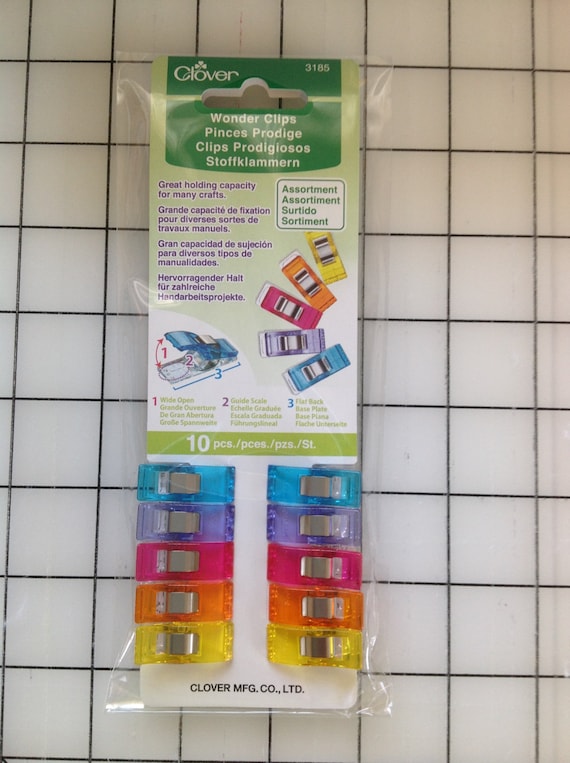 Clover
3185
Wonder Clips
Pinces Prodige
Clips Prodigiosos
Stoffklammern
Great holding capacity
for many crafts.
Grande capacité de fixation
pour diverses sortes de
travaux manuels.
Gran capacidad de sujeción
para diversos tipos de
manualidades.
Hervorragender Halt
für zahlreiche
Handarbeitsprojekte.
Assortment
Assortiment
Surtido
Sortiment
1
2
3
1 Wide Open
Grande Ouverture
De Gran Abertura
Große Spannweite
2 Guide Scale
Echelle Graduée
Escala Graduada
Führungslineal
3 Flat Back
Base Plate
Base Plana
Flache Unterseite
10 pcs./pces./pzs./St.
CLOVER MFG.CO.,LTD.